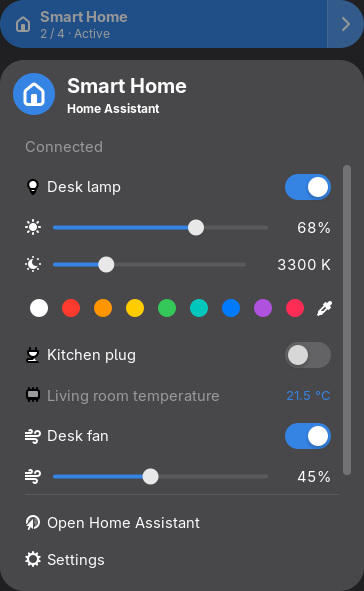 Smart Home
2 / 4 · Active
Smart Home
Home Assistant
Connected
Desk lamp
68%
3300 K
Kitchen plug
Living room temperature 21.5 °C
Desk fan
45%
Open Home Assistant
Settings